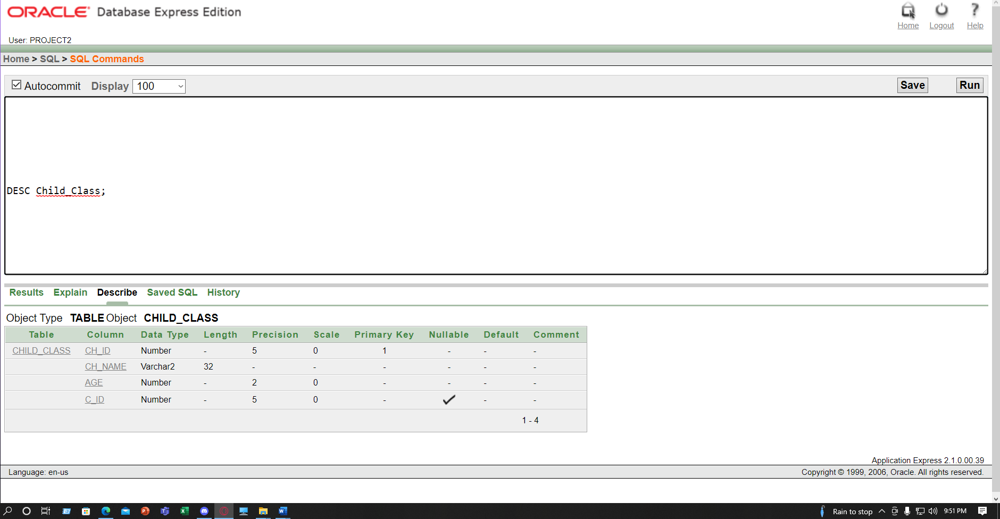 ORACLE Database Express Edition
Home Logout Help
User: PROJECT2
Home > SQL > SQL Commands
Autocommit Display 100 Save Run
DESC Child_Class;
Results Explain Describe Saved SQL History
Object Type TABLE Object CHILD_CLASS
Table Column Data Type Length Precision Scale Primary Key Nullable Default Comment
CHILD_CLASS CH_ID Number - 5 0 1 - - -
CH_NAME Varchar2 32 - - - - - -
AGE Number - 2 0 - - - -
C_ID Number - 5 0 - - -
1 - 4
Application Express 2.1.0.00.39
Language: en-us Copyright © 1999, 2006, Oracle. All rights reserved.
Rain to stop 9:51 PM